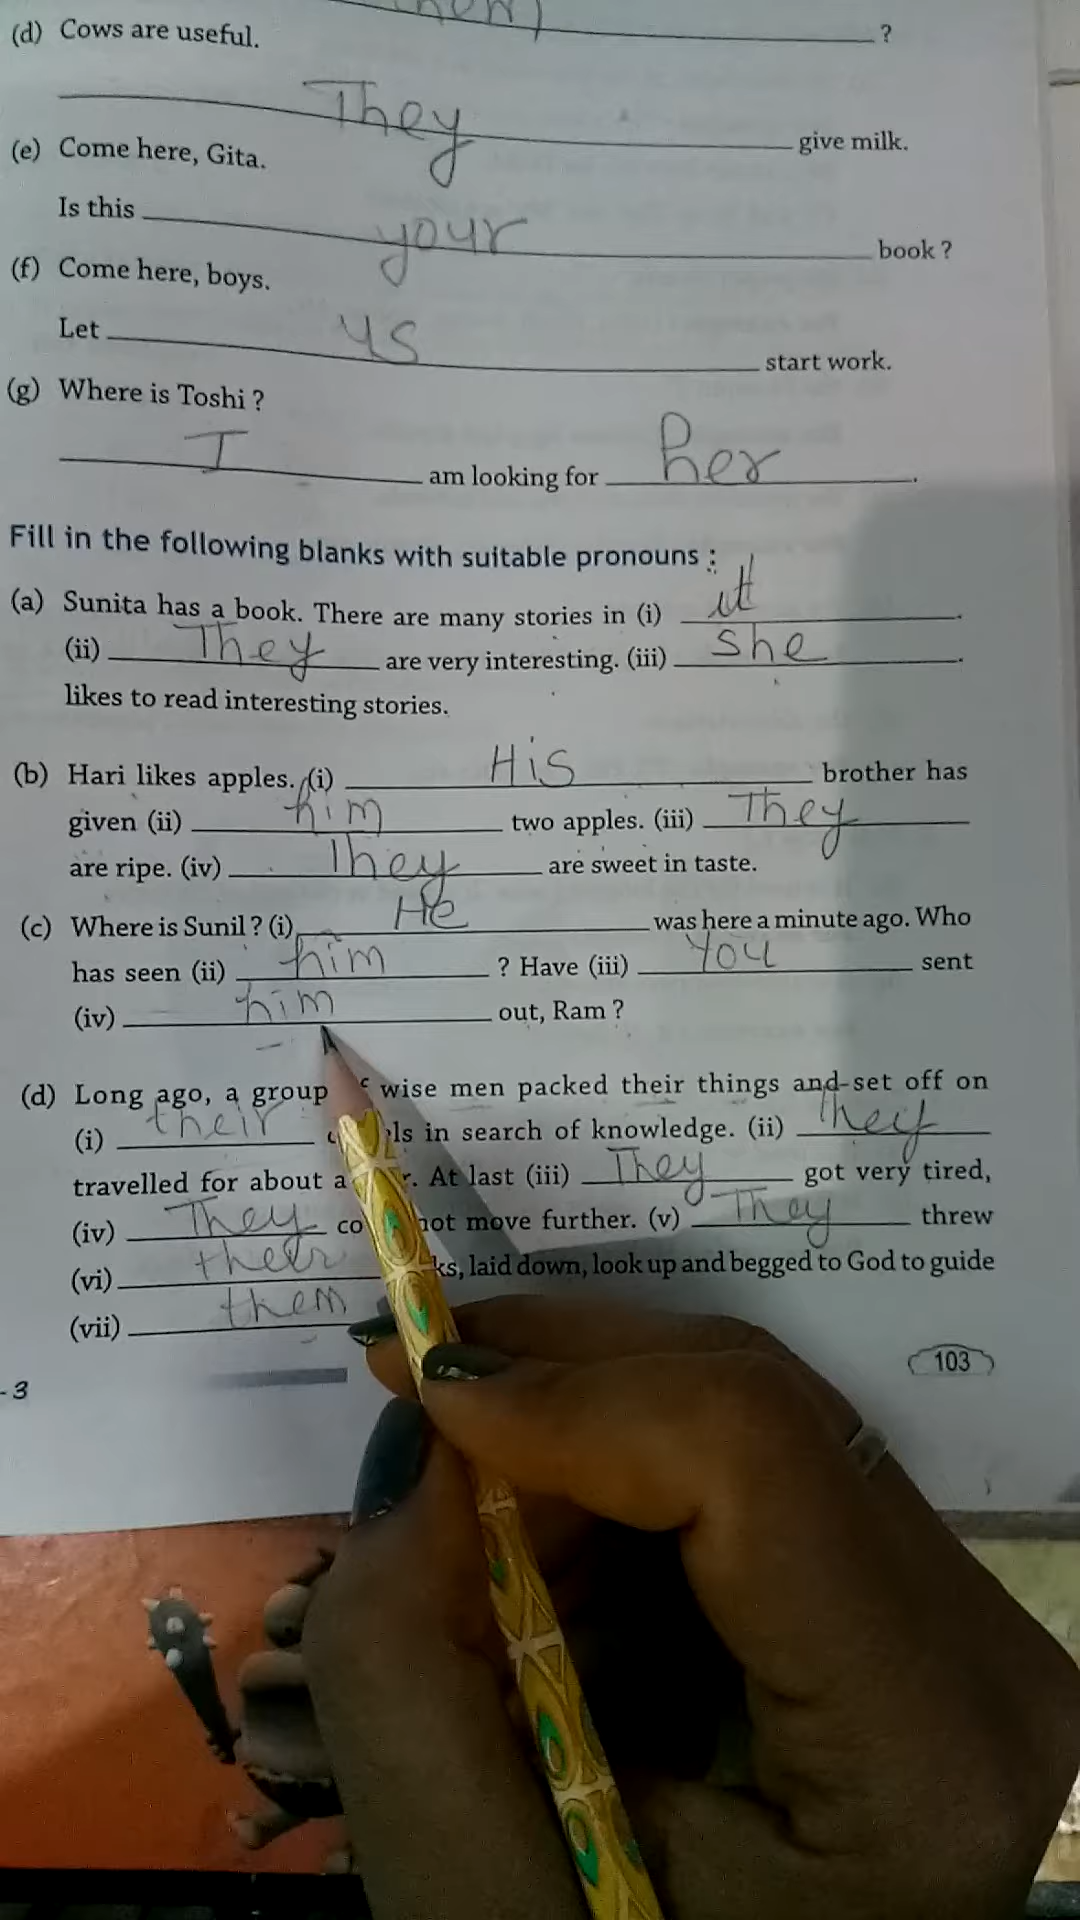 (d) Cows are useful. ?
They give milk.
(e) Come here, Gita.
Is this your book ?
(f) Come here, boys.
Let us start work.
(g) Where is Toshi ?
I am looking for her .
Fill in the following blanks with suitable pronouns :
(a) Sunita has a book. There are many stories in (i) it .
(ii) They are very interesting. (iii) she .
likes to read interesting stories.
(b) Hari likes apples. (i) His brother has
given (ii) him two apples. (iii) They
are ripe. (iv) They are sweet in taste.
(c) Where is Sunil ? (i) He was here a minute ago. Who
has seen (ii) him ? Have (iii) you sent
(iv) him out, Ram ?
(d) Long ago, a group wise men packed their things and set off on
(i) their in search of knowledge. (ii) they
travelled for about a At last (iii) They got very tired,
(iv) They not move further. (v) They threw
(vi) their laid down, look up and begged to God to guide
(vii) them
103
- 3